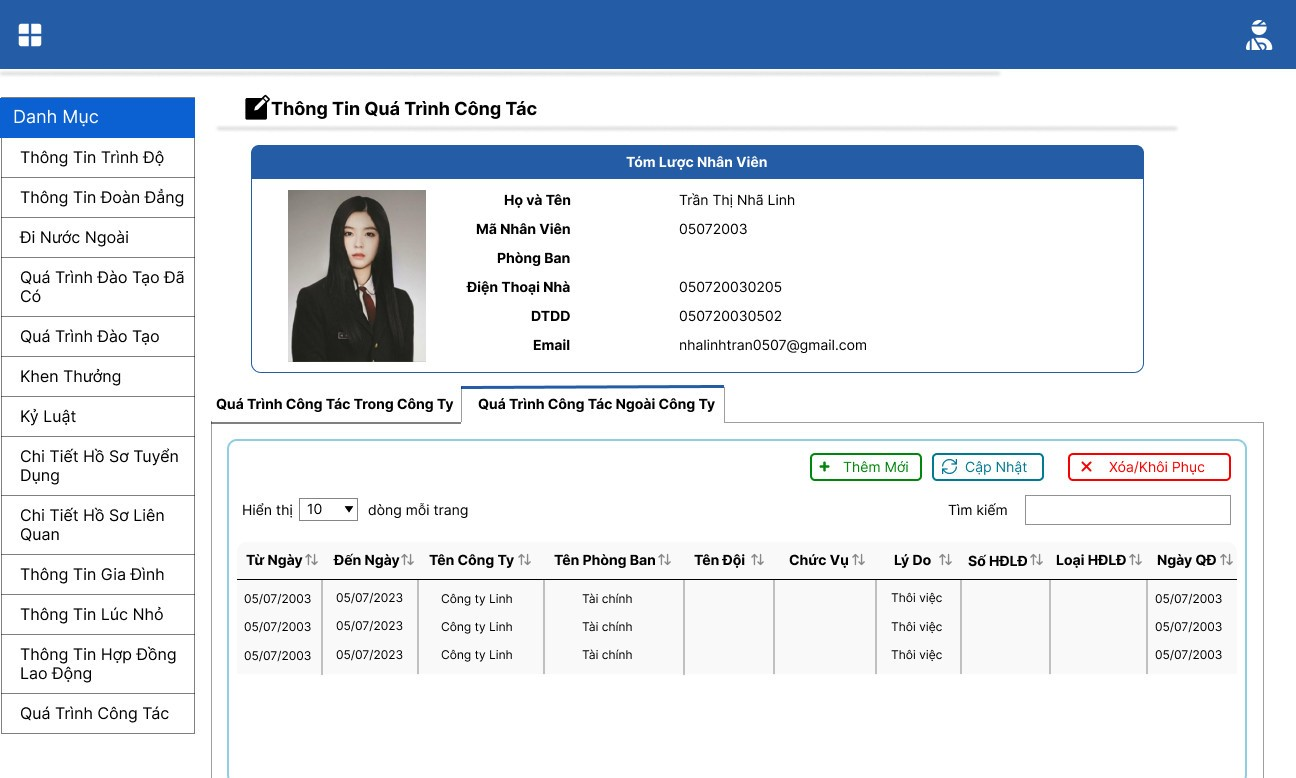 Thông Tin Quá Trình Công Tác
Danh Mục
Thông Tin Trình Độ
Thông Tin Đoàn Đẳng
Đi Nước Ngoài
Quá Trình Đào Tạo Đã
Có
Quá Trình Đào Tạo
Khen Thưởng
Kỷ Luật
Chi Tiết Hồ Sơ Tuyển
Dụng
Chi Tiết Hồ Sơ Liên
Quan
Thông Tin Gia Đình
Thông Tin Lúc Nhỏ
Thông Tin Hợp Đồng
Lao Động
Quá Trình Công Tác
Tóm Lược Nhân Viên
Họ và Tên Trần Thị Nhã Linh
Mã Nhân Viên 05072003
Phòng Ban
Điện Thoại Nhà 050720030205
DTDD 050720030502
Email nhalinhtran0507@gmail.com
Quá Trình Công Tác Trong Công Ty Quá Trình Công Tác Ngoài Công Ty
Thêm Mới Cập Nhật Xóa/Khôi Phục
Hiển thị 10 dòng mỗi trang Tìm kiếm
Từ Ngày Đến Ngày Tên Công Ty Tên Phòng Ban Tên Đội Chức Vụ Lý Do Số HĐLĐ Loại HĐLĐ Ngày QĐ
05/07/2003 05/07/2023 Công ty Linh Tài chính Thôi việc 05/07/2003
05/07/2003 05/07/2023 Công ty Linh Tài chính Thôi việc 05/07/2003
05/07/2003 05/07/2023 Công ty Linh Tài chính Thôi việc 05/07/2003